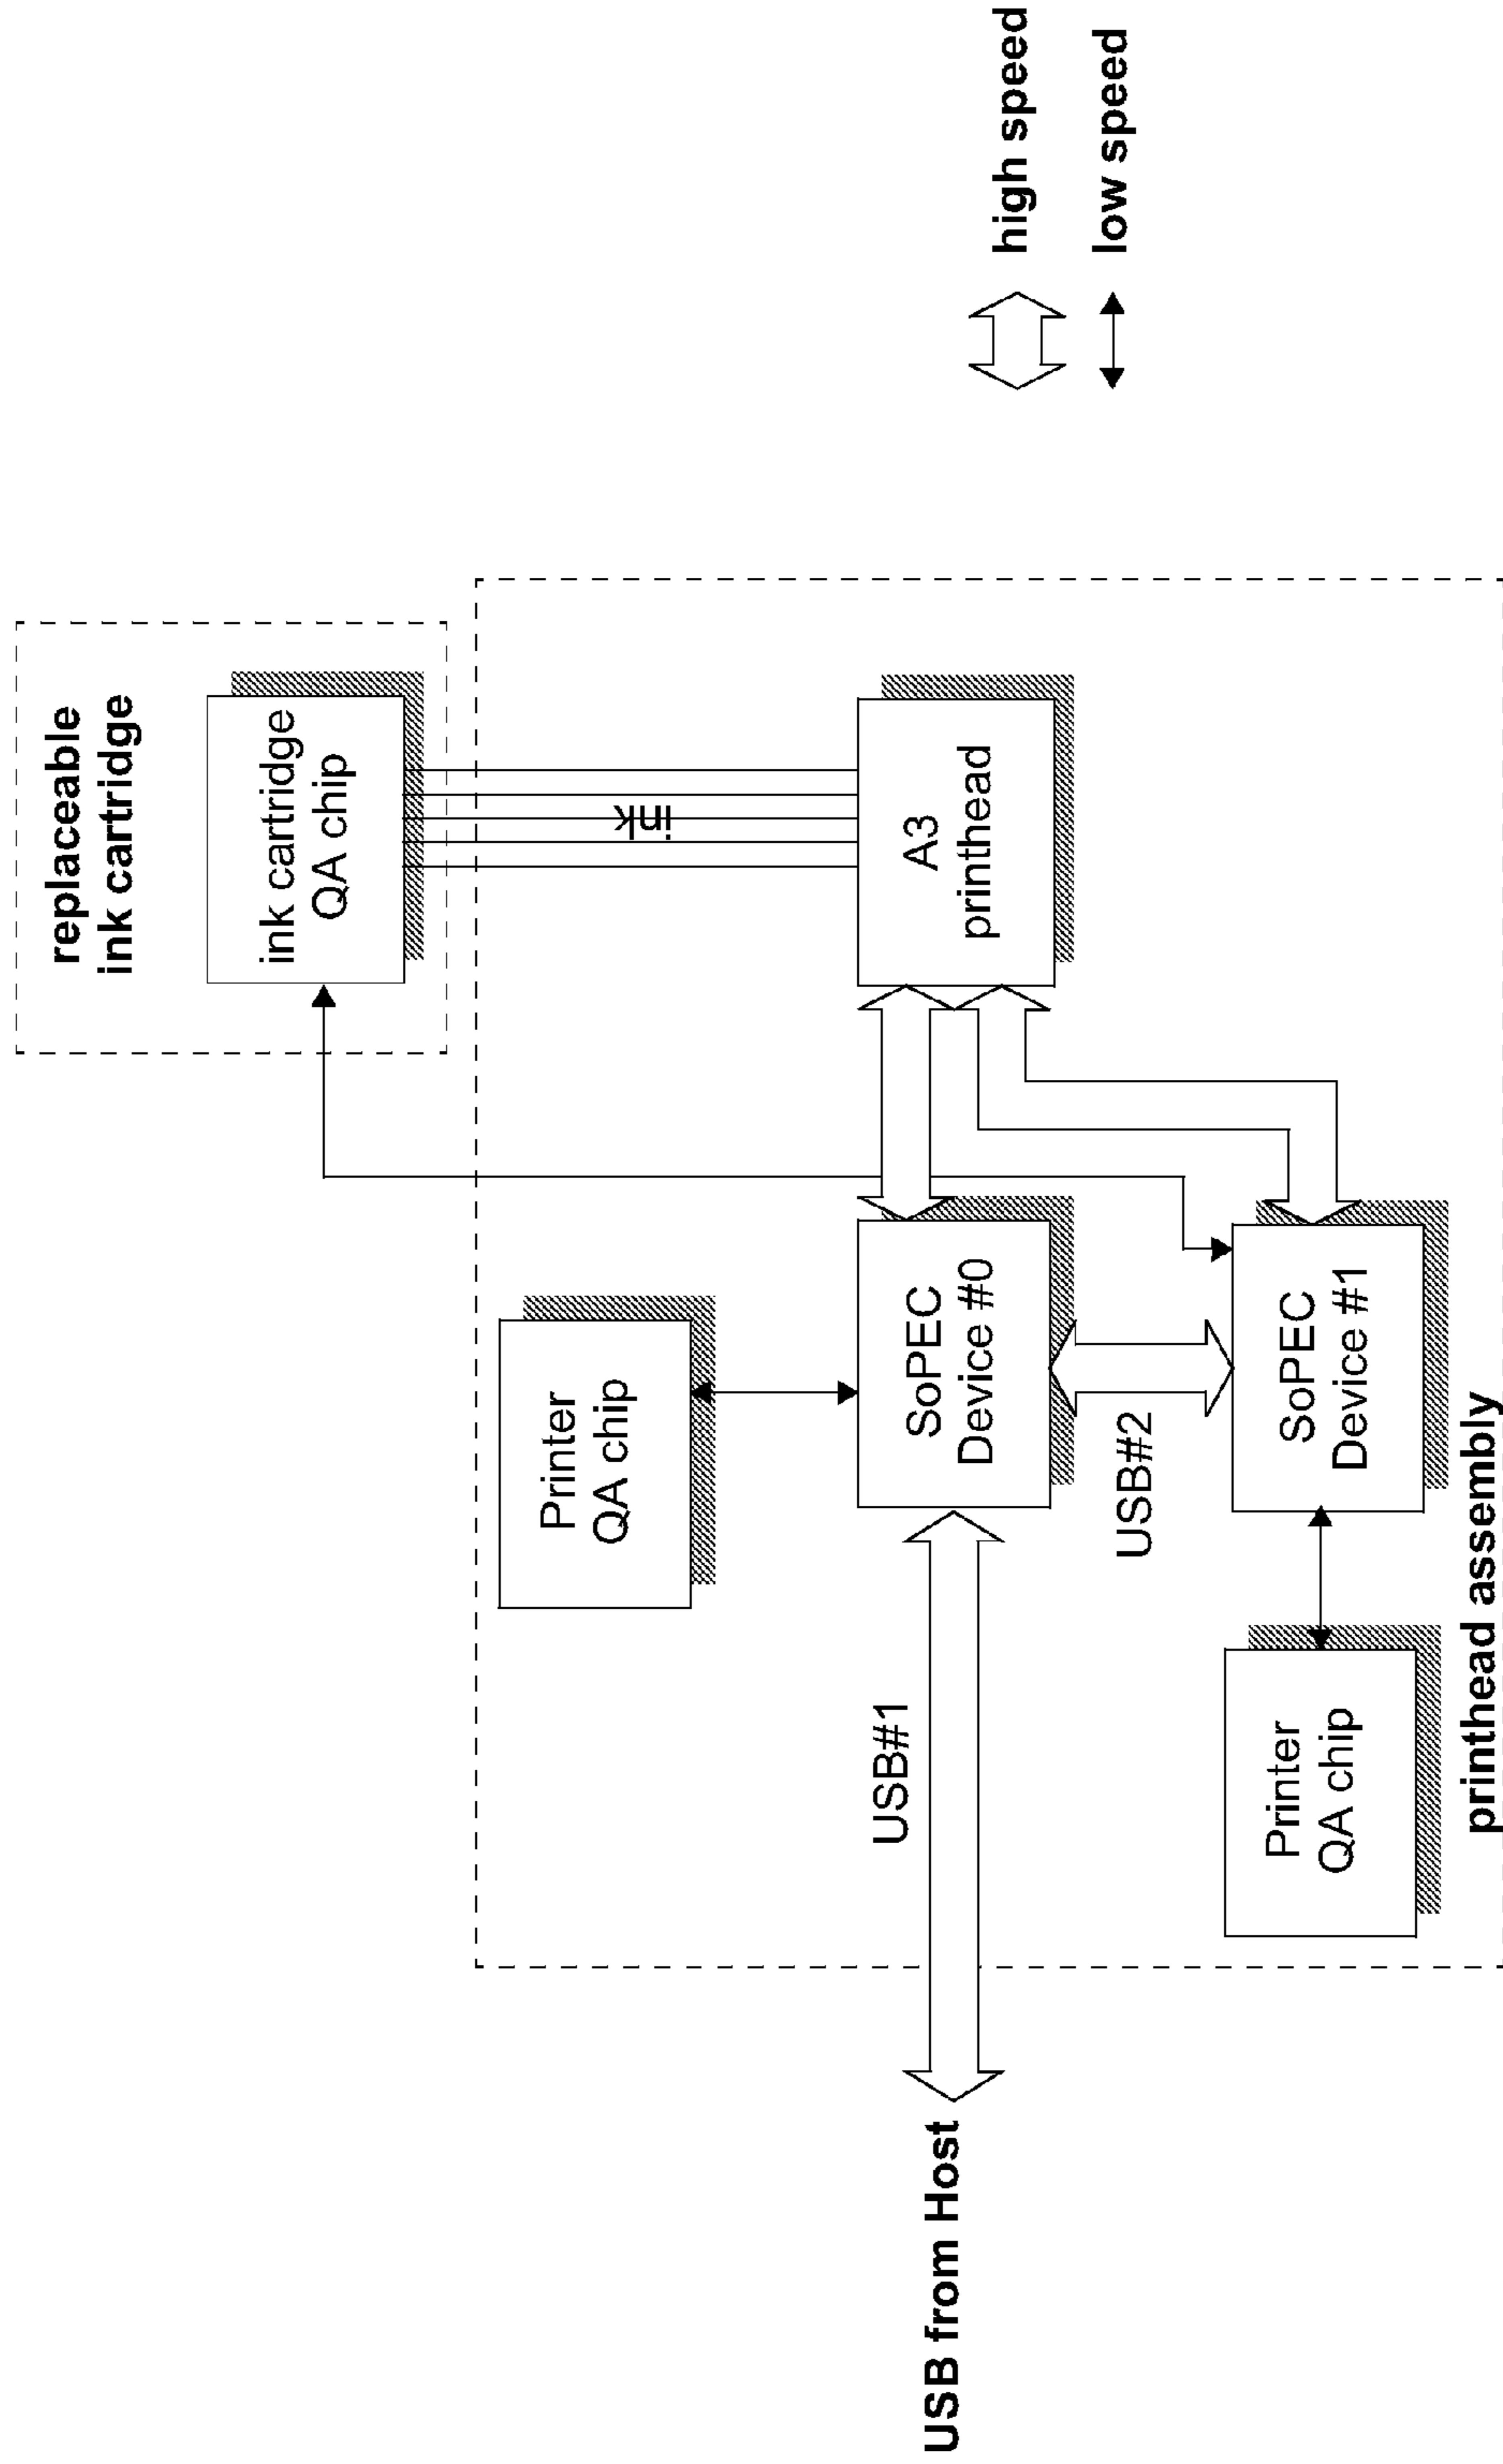 replaceable
ink cartridge
ink cartridge
QA chip
ink
Printer
QA chip
A3
printhead
SoPEC
Device #0
USB#1
USB from Host
USB#2
SoPEC
Device #1
Printer
QA chip
printhead assembly
high speed
low speed